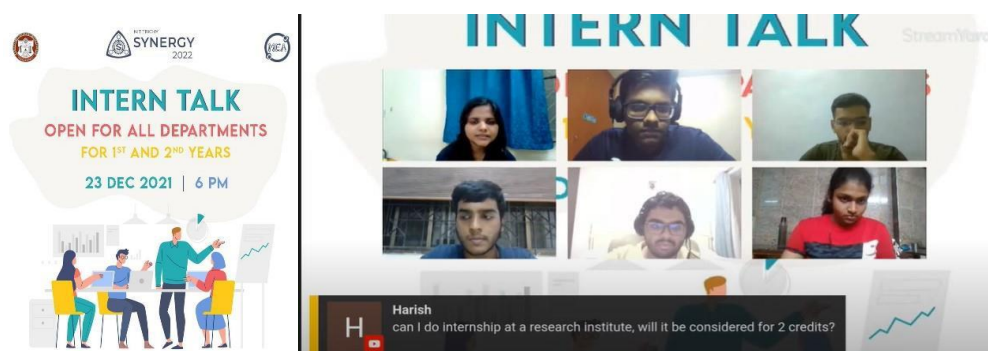 SYNERGY
2022
MEA
INTERN TALK
OPEN FOR ALL DEPARTMENTS
FOR 1ST AND 2ND YEARS
23 DEC 2021 | 6 PM
INTERN TALK
StreamYard
H
Harish
can I do internship at a research institute, will it be considered for 2 credits?